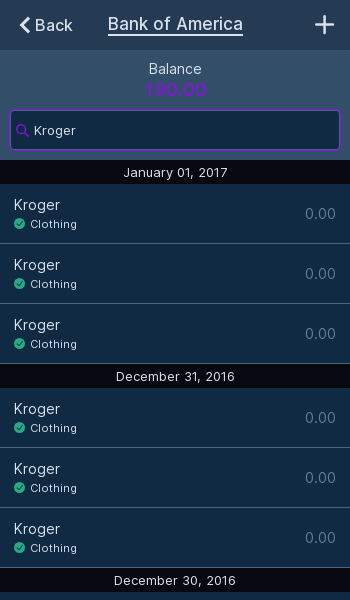 Back
Bank of America
Balance
190.00
Kroger
January 01, 2017
Kroger
Clothing
0.00
Kroger
Clothing
0.00
Kroger
Clothing
0.00
December 31, 2016
Kroger
Clothing
0.00
Kroger
Clothing
0.00
Kroger
Clothing
0.00
December 30, 2016